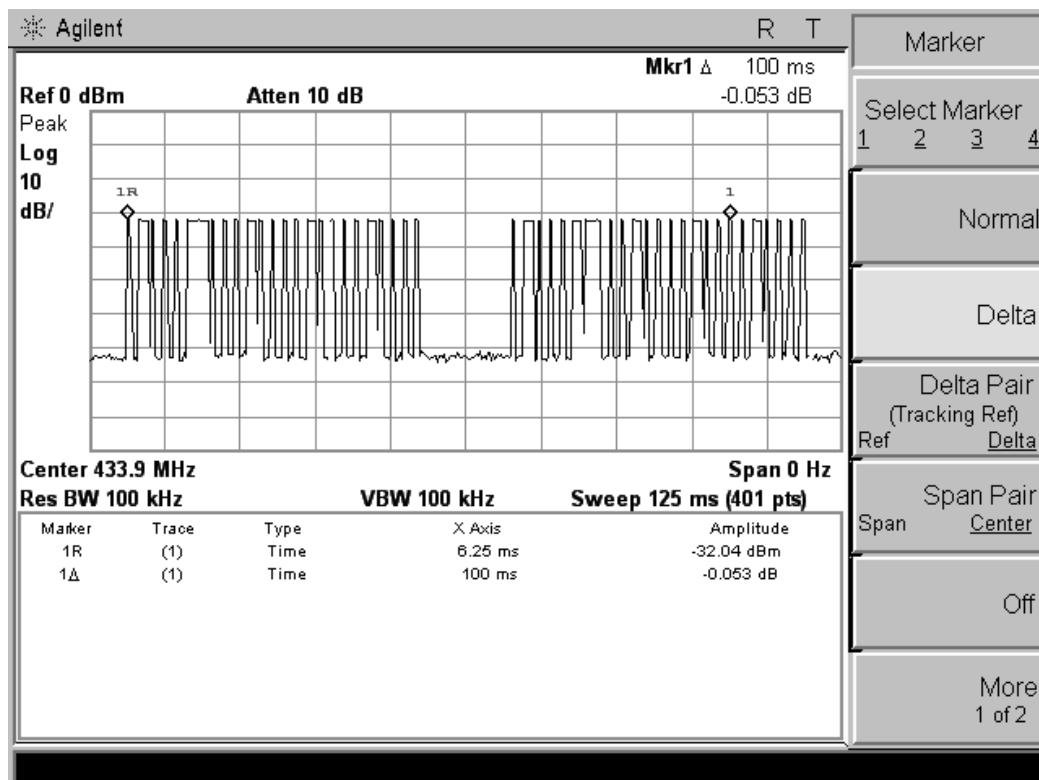 Agilent R T
Mkr1 Δ 100 ms
Ref 0 dBm Atten 10 dB -0.053 dB
Peak
Log
10
dB/
1R 1
Center 433.9 MHz Span 0 Hz
Res BW 100 kHz VBW 100 kHz Sweep 125 ms (401 pts)
Marker Trace Type X Axis Amplitude
1R (1) Time 6.25 ms -32.04 dBm
1Δ (1) Time 100 ms -0.053 dB
Marker
Select Marker
1 2 3 4
Normal
Delta
Delta Pair
(Tracking Ref)
Ref Delta
Span Pair
Span Center
Off
More
1 of 2